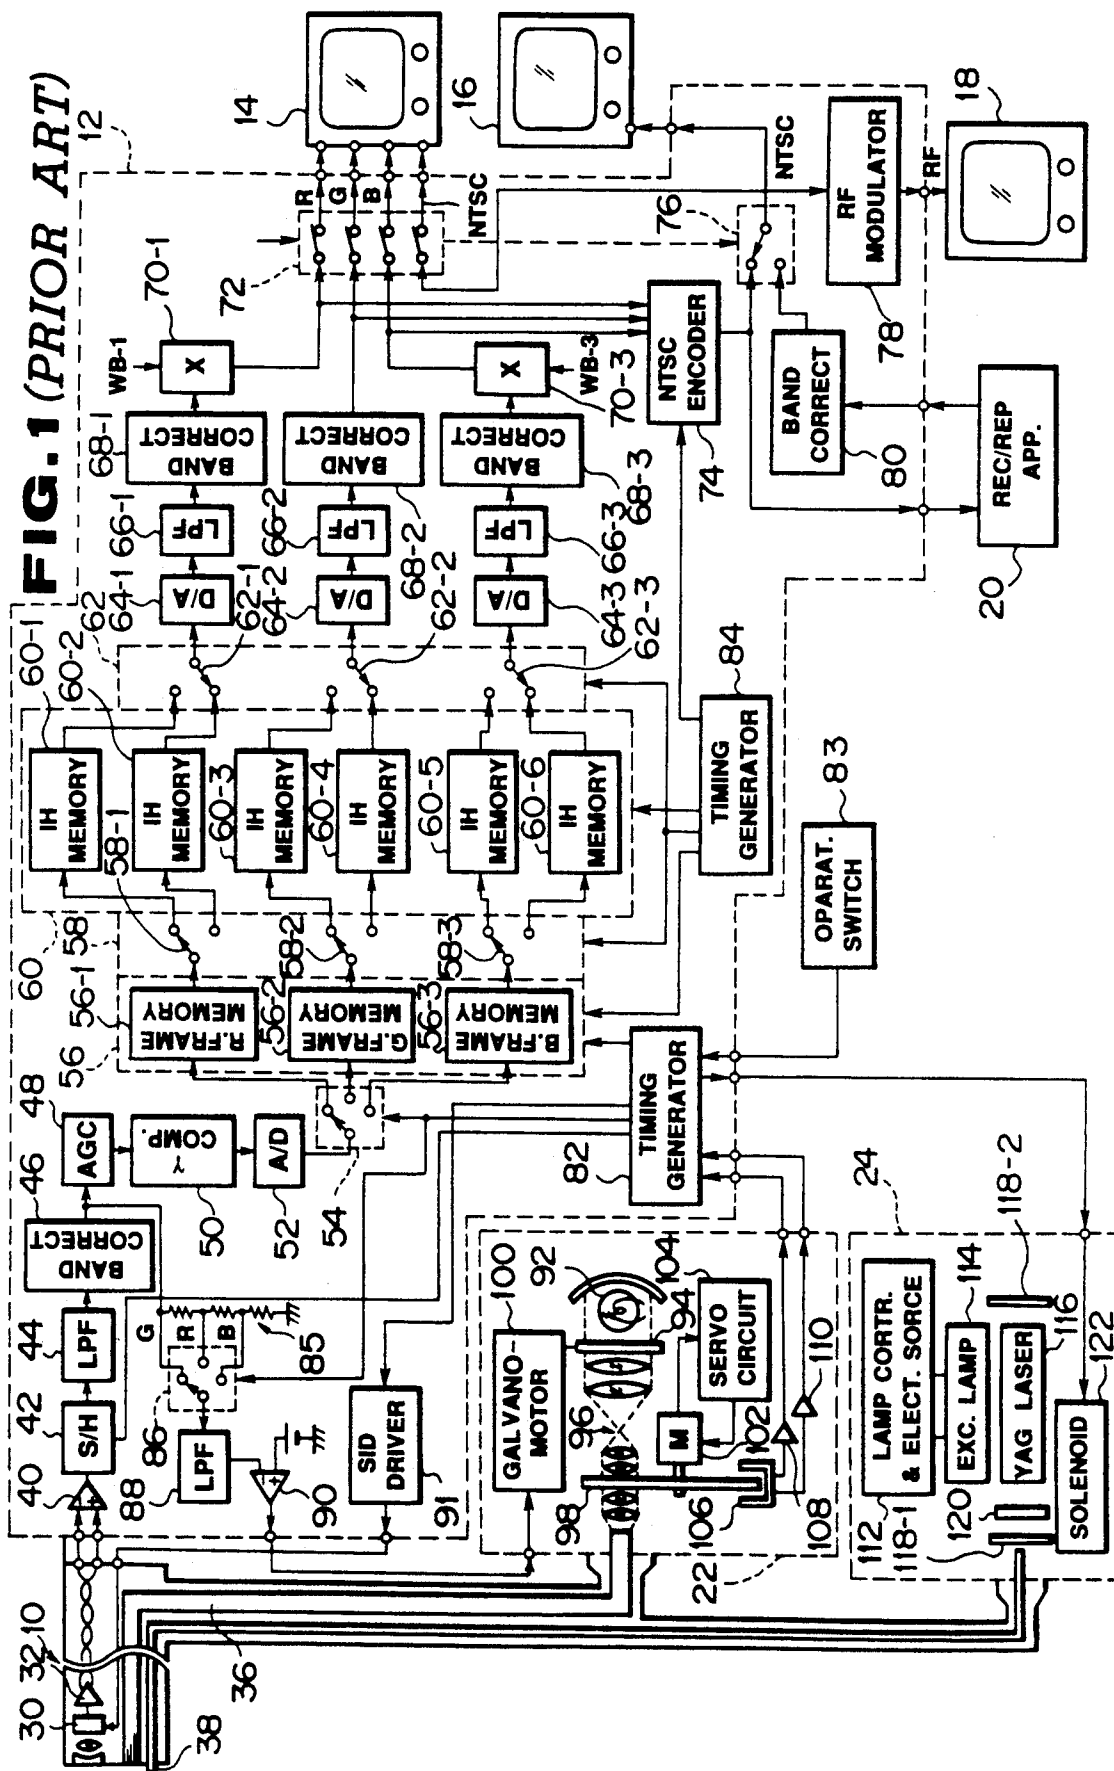 FIG.1 (PRIOR ART)
12
14
16
18
R
G
B
NTSC
NTSC
RF
72
76
70-1
X
WB-1
X
WB-3
70-3
NTSC ENCODER
74
RF MODULATOR
78
BAND CORRECT
80
REC/REP APP.
20
68-1
BAND CORRECT
BAND CORRECT
68-2
BAND CORRECT
68-3
66-1
LPF
66-2
LPF
66-3
LPF
64-1
D/A
64-2
D/A
64-3
D/A
62
62-1
62-2
62-3
60
60-1
IH MEMORY
60-2
IH MEMORY
60-3
IH MEMORY
60-4
IH MEMORY
60-5
IH MEMORY
60-6
IH MEMORY
58
58-1
58-2
58-3
56
56-1
R.FRAME MEMORY
56-2
G.FRAME MEMORY
56-3
B.FRAME MEMORY
TIMING GENERATOR
84
OPARAT. SWITCH
83
TIMING GENERATOR
82
48
AGC
γ COMP.
50
A/D
52
54
46
BAND CORRECT
44
LPF
42
S/H
40
G
R
B
85
86
LPF
88
90
SID DRIVER
91
10
32
30
36
38
100
GALVANO-MOTOR
92
94
96
98
104
SERVO CIRCUIT
M
102
106
108
110
22
24
LAMP CORTR. & ELECT. SORCE
112
EXC. LAMP
114
YAG LASER
116
118-1
118-2
120
SOLENOID
122